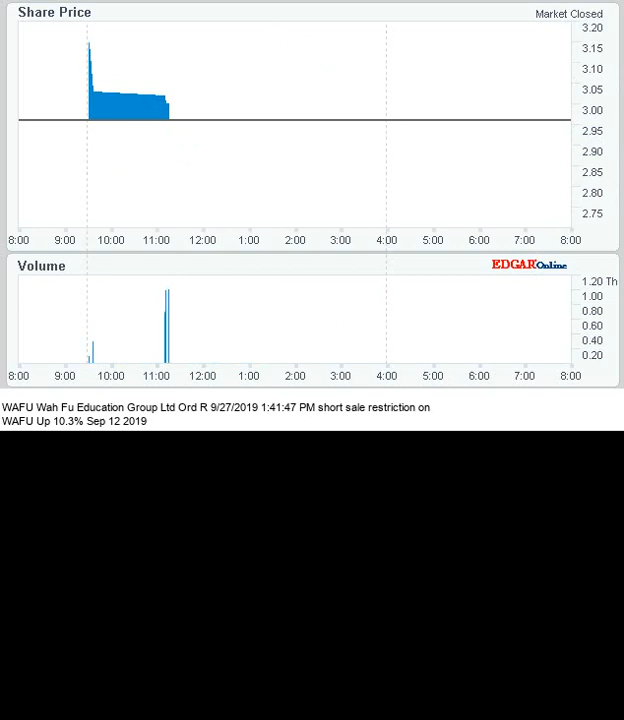 Share Price
Market Closed
3.20
3.15
3.10
3.05
3.00
2.95
2.90
2.85
2.80
2.75
8:00 9:00 10:00 11:00 12:00 1:00 2:00 3:00 4:00 5:00 6:00 7:00 8:00
Volume
EDGAR Online
1.20 Th
1.00
0.80
0.60
0.40
0.20
8:00 9:00 10:00 11:00 12:00 1:00 2:00 3:00 4:00 5:00 6:00 7:00 8:00
WAFU Wah Fu Education Group Ltd Ord R 9/27/2019 1:41:47 PM short sale restriction on
WAFU Up 10.3% Sep 12 2019